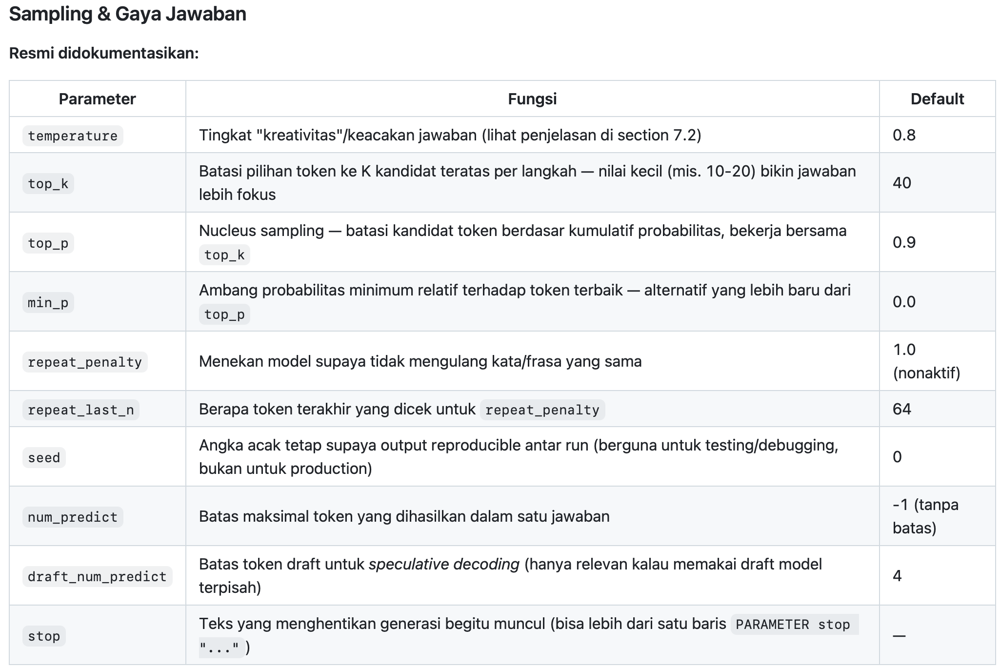 Sampling & Gaya Jawaban
Resmi didokumentasikan:
Parameter Fungsi Default
temperature Tingkat "kreativitas"/keacakan jawaban (lihat penjelasan di section 7.2) 0.8
top_k Batasi pilihan token ke K kandidat teratas per langkah — nilai kecil (mis. 10-20) bikin jawaban
lebih fokus 40
top_p Nucleus sampling — batasi kandidat token berdasar kumulatif probabilitas, bekerja bersama
top_k 0.9
min_p Ambang probabilitas minimum relatif terhadap token terbaik — alternatif yang lebih baru dari
top_p 0.0
repeat_penalty Menekan model supaya tidak mengulang kata/frasa yang sama 1.0
(nonaktif)
repeat_last_n Berapa token terakhir yang dicek untuk repeat_penalty 64
seed Angka acak tetap supaya output reproducible antar run (berguna untuk testing/debugging,
bukan untuk production) 0
num_predict Batas maksimal token yang dihasilkan dalam satu jawaban -1 (tanpa
batas)
draft_num_predict Batas token draft untuk speculative decoding (hanya relevan kalau memakai draft model
terpisah) 4
stop Teks yang menghentikan generasi begitu muncul (bisa lebih dari satu baris PARAMETER stop
"...") —